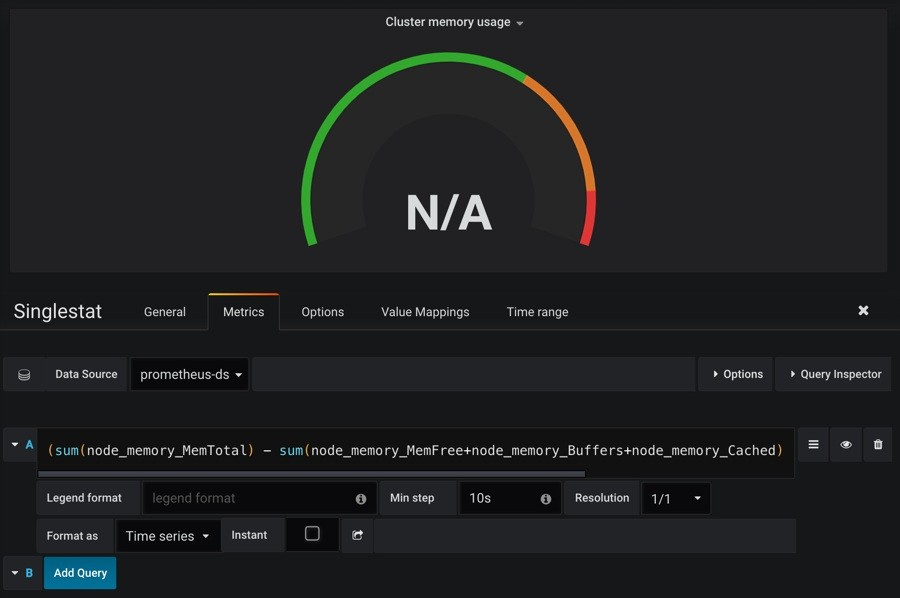 Cluster memory usage
N/A
Singlestat General Metrics Options Value Mappings Time range
Data Source prometheus-ds Options Query Inspector
A (sum(node_memory_MemTotal) - sum(node_memory_MemFree+node_memory_Buffers+node_memory_Cached)
Legend format legend format Min step 10s Resolution 1/1
Format as Time series Instant
B Add Query